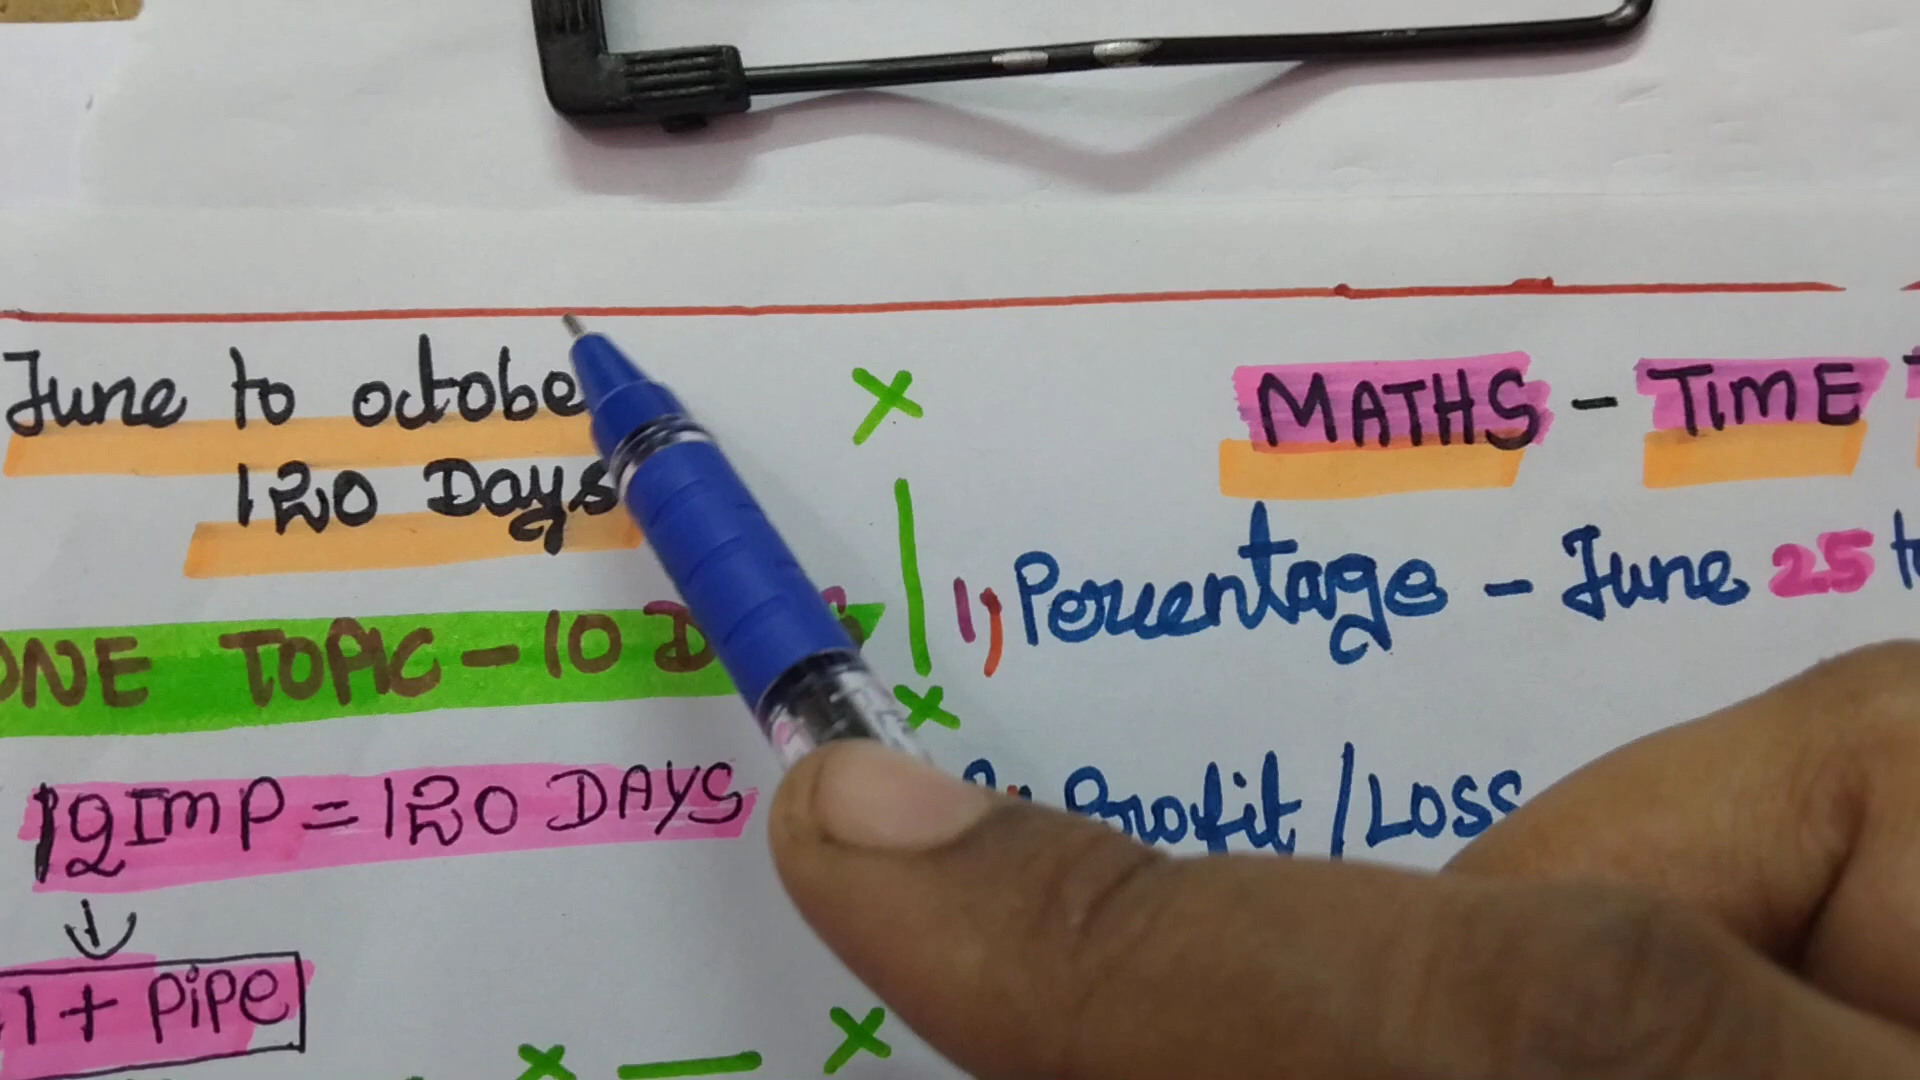 June to octobe
120 Days
ONE TOPIC - 10 D
12 Imp = 120 DAYS
1 + PiPe
MATHS - TIME
1) Percentage - June 25 to
Profit / Loss